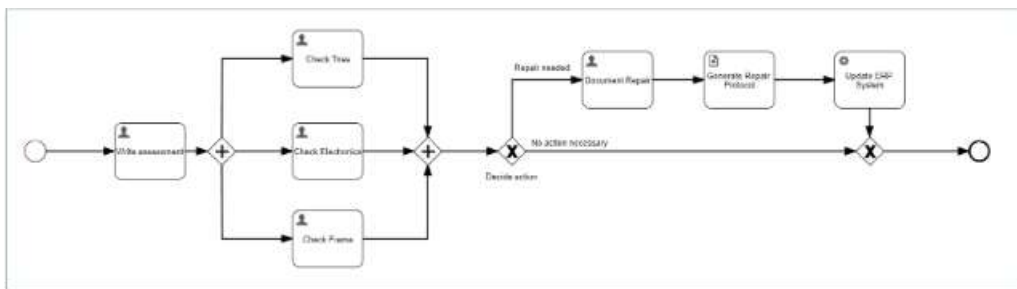 Check Tires
Write assessment
Check Electronics
Check Frame
Decide action
Repair needed
No action necessary
Document Repair
Generate Repair
Protocol
Update ERP
System